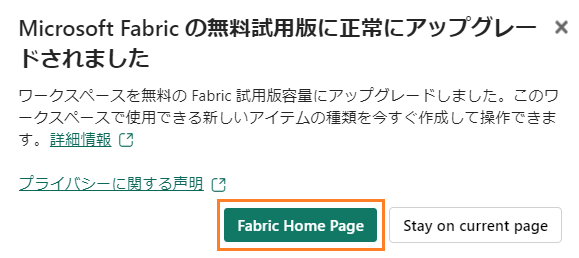 Microsoft Fabric の無料試用版に正常にアップグレー
ドされました
ワークスペースを無料の Fabric 試用版容量にアップグレードしました。このワ
ークスペースで使用できる新しいアイテムの種類を今すぐ作成して操作できま
す。詳細情報
プライバシーに関する声明
Fabric Home Page
Stay on current page